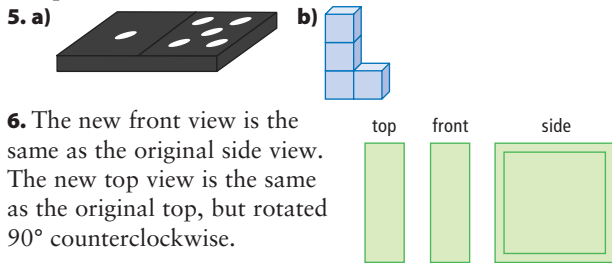 5. a) b)
6. The new front view is the
same as the original side view.
The new top view is the same
as the original top, but rotated
90° counterclockwise.
top front side